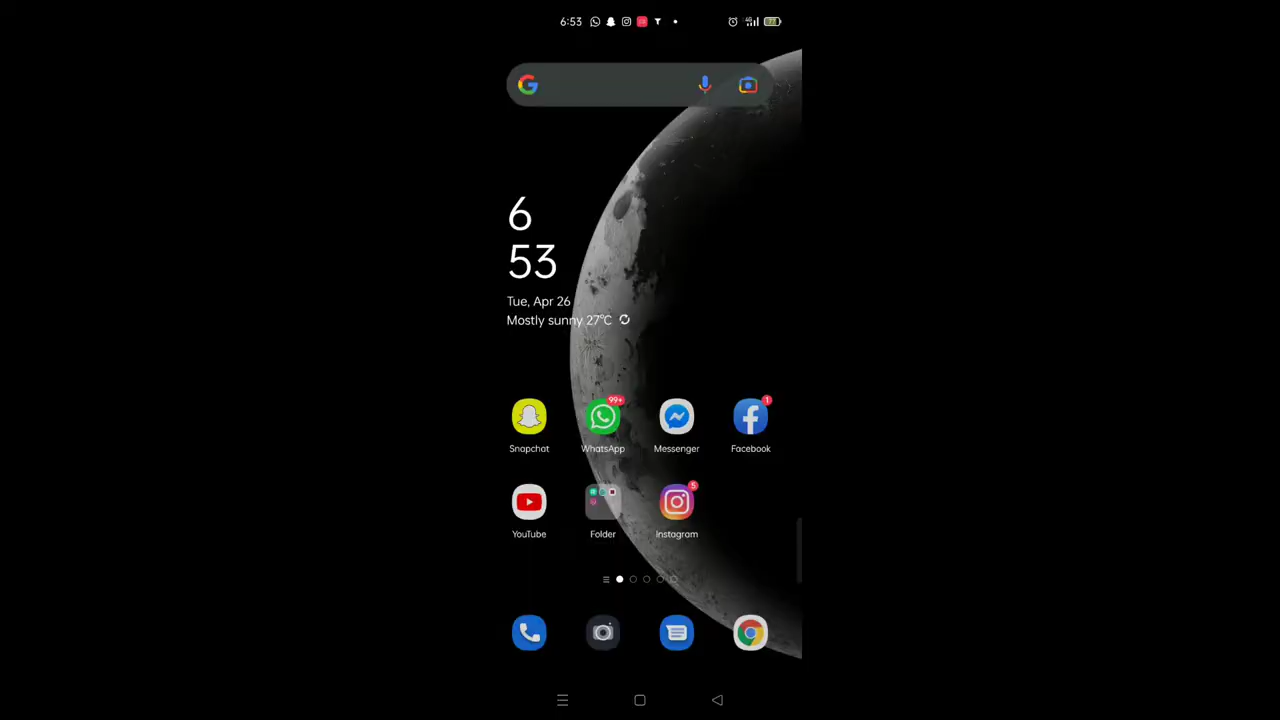 6:53
6
53
Tue, Apr 26
Mostly sunny 27°C
99+
1
Snapchat
WhatsApp
Messenger
Facebook
5
YouTube
Folder
Instagram